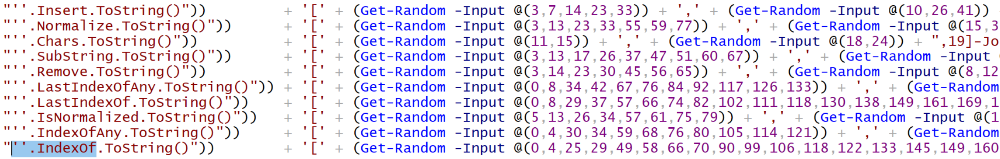 "''.Insert.ToString()")) + '[' + (Get-Random -Input @(3,7,14,23,33)) + ',' + (Get-Random -Input @(10,26,41))
"''.Normalize.ToString()")) + '[' + (Get-Random -Input @(3,13,23,33,55,59,77)) + ',' + (Get-Random -Input @(15,3
"''.Chars.ToString()")) + '[' + (Get-Random -Input @(11,15)) + ',' + (Get-Random -Input @(18,24)) + ",19]-Jo
"''.SubString.ToString()")) + '[' + (Get-Random -Input @(3,13,17,26,37,47,51,60,67)) + ',' + (Get-Random -Input
"''.Remove.ToString()")) + '[' + (Get-Random -Input @(3,14,23,30,45,56,65)) + ',' + (Get-Random -Input @(8,12
"''.LastIndexOfAny.ToString()")) + '[' + (Get-Random -Input @(0,8,34,42,67,76,84,92,117,126,133)) + ',' + (Get-Random
"''.LastIndexOf.ToString()")) + '[' + (Get-Random -Input @(0,8,29,37,57,66,74,82,102,111,118,130,138,149,161,169,1
"''.IsNormalized.ToString()")) + '[' + (Get-Random -Input @(5,13,26,34,57,61,75,79)) + ',' + (Get-Random -Input @(1
"''.IndexOfAny.ToString()")) + '[' + (Get-Random -Input @(0,4,30,34,59,68,76,80,105,114,121)) + ',' + (Get-Random
"''.IndexOf.ToString()")) + '[' + (Get-Random -Input @(0,4,25,29,49,58,66,70,90,99,106,118,122,133,145,149,160